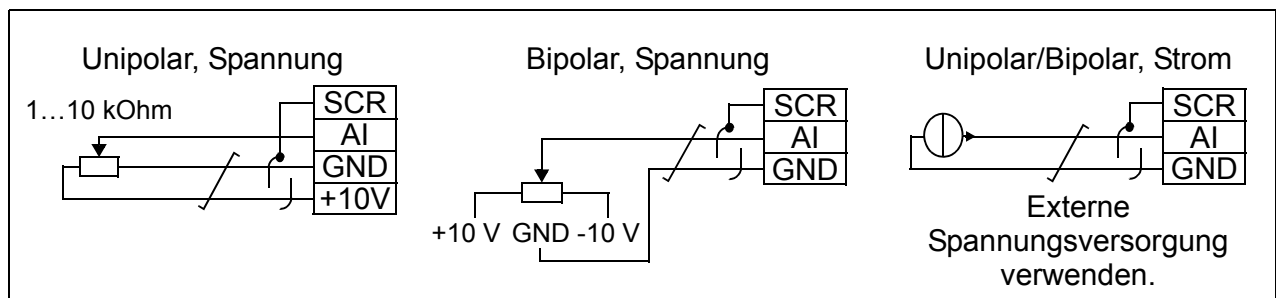 Unipolar, Spannung
1…10 kOhm
SCR
AI
GND
+10V
Bipolar, Spannung
SCR
AI
GND
+10 V GND -10 V
Unipolar/Bipolar, Strom
SCR
AI
GND
Externe
Spannungsversorgung
verwenden.